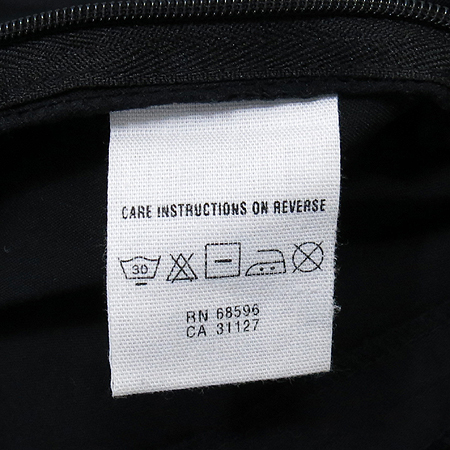 CARE INSTRUCTIONS ON REVERSE
30
RN 68596
CA 31127